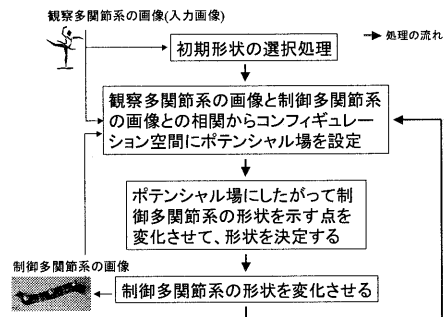 観察多関節系の画像(入力画像)
処理の流れ
初期形状の選択処理
観察多関節系の画像と制御多関節系
の画像との相関からコンフィギュレー
ション空間にポテンシャル場を設定
ポテンシャル場にしたがって制
御多関節系の形状を示す点を
変化させて、形状を決定する
制御多関節系の画像
制御多関節系の形状を変化させる